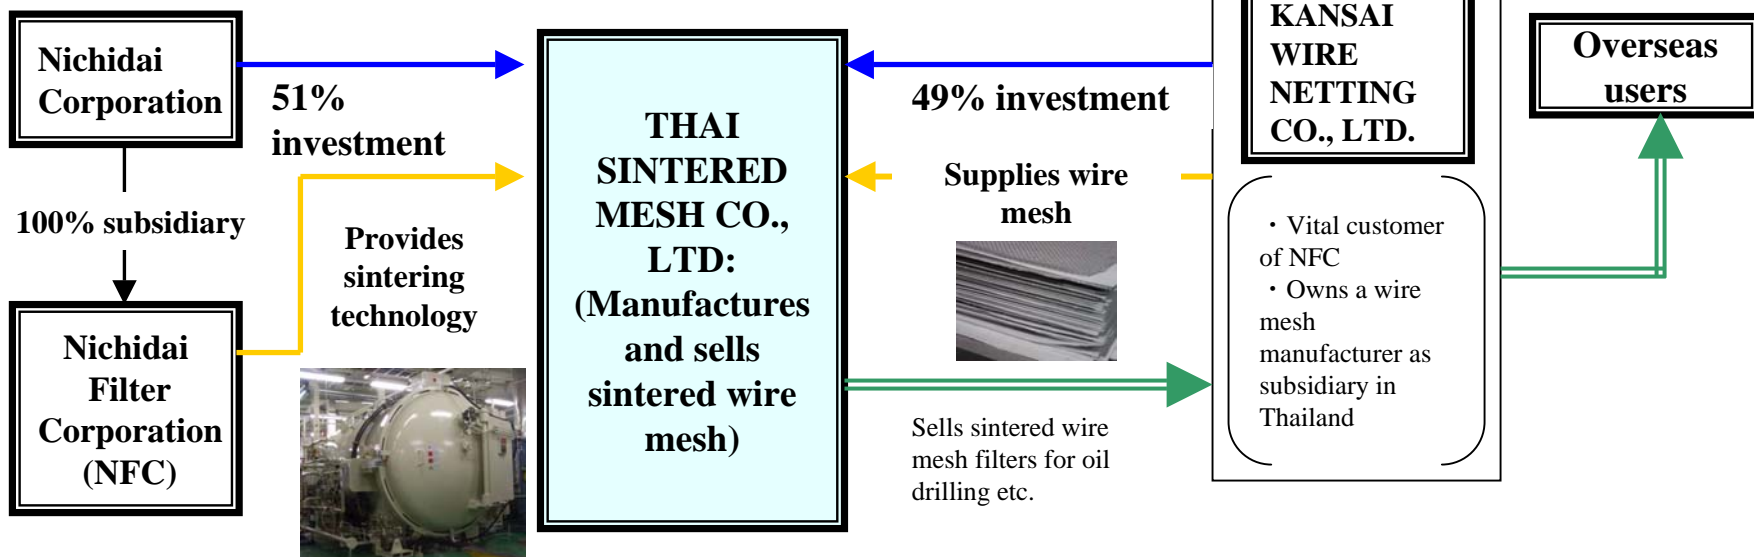 Nichidai
Corporation
51%
investment
100% subsidiary
Provides
sintering
technology
Nichidai
Filter
Corporation
(NFC)
THAI
SINTERED
MESH CO.,
LTD:
(Manufactures
and sells
sintered wire
mesh)
49% investment
Supplies wire
mesh
Sells sintered wire
mesh filters for oil
drilling etc.
KANSAI
WIRE
NETTING
CO., LTD.
・Vital customer
of NFC
・Owns a wire
mesh
manufacturer as
subsidiary in
Thailand
Overseas
users